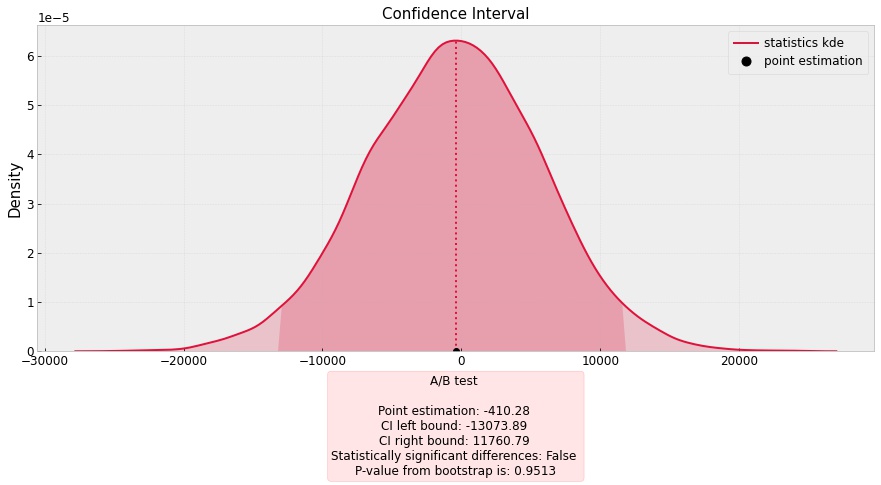 Confidence Interval
1e−5
statistics kde
point estimation
6
5
4
3
2
1
0
Density
−30000 −20000 −10000 0 10000 20000
A/B test
Point estimation: -410.28
CI left bound: -13073.89
CI right bound: 11760.79
Statistically significant differences: False
P-value from bootstrap is: 0.9513